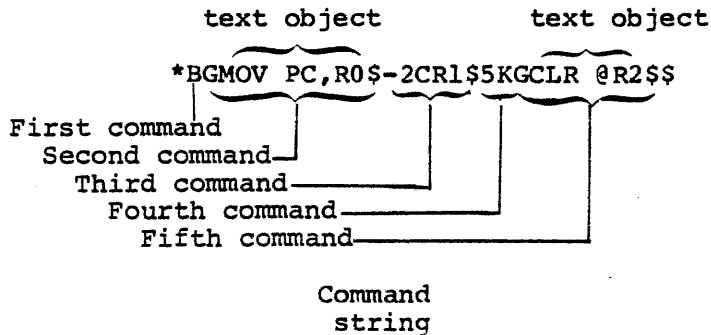 text object text object
*BGMOV PC,R0$-2CR1$5KGCLR @R2$$
First command
Second command
Third command
Fourth command
Fifth command
Command
string